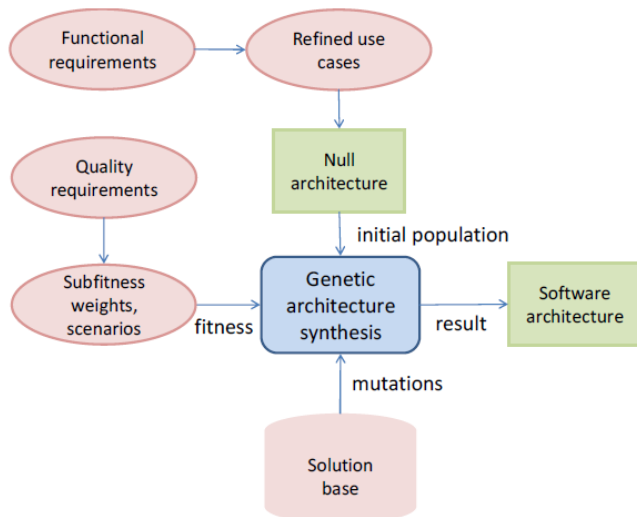 Functional
requirements
Refined use
cases
Quality
requirements
Null
architecture
initial population
Subfitness
weights,
scenarios
fitness
Genetic
architecture
synthesis
result
Software
architecture
mutations
Solution
base